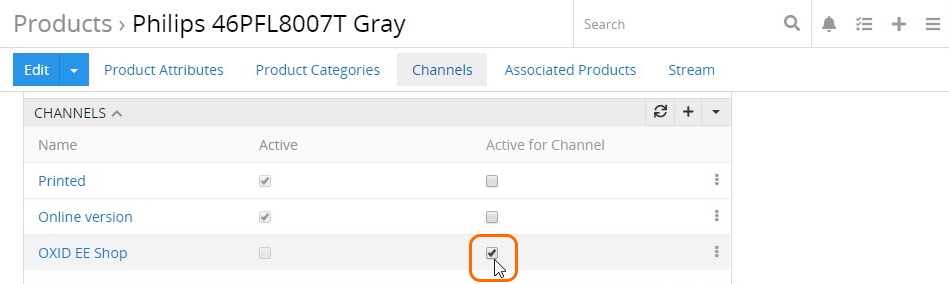 Products › Philips 46PFL8007T Gray
Search
Edit
Product Attributes
Product Categories
Channels
Associated Products
Stream
CHANNELS
Name
Active
Active for Channel
Printed
Online version
OXID EE Shop